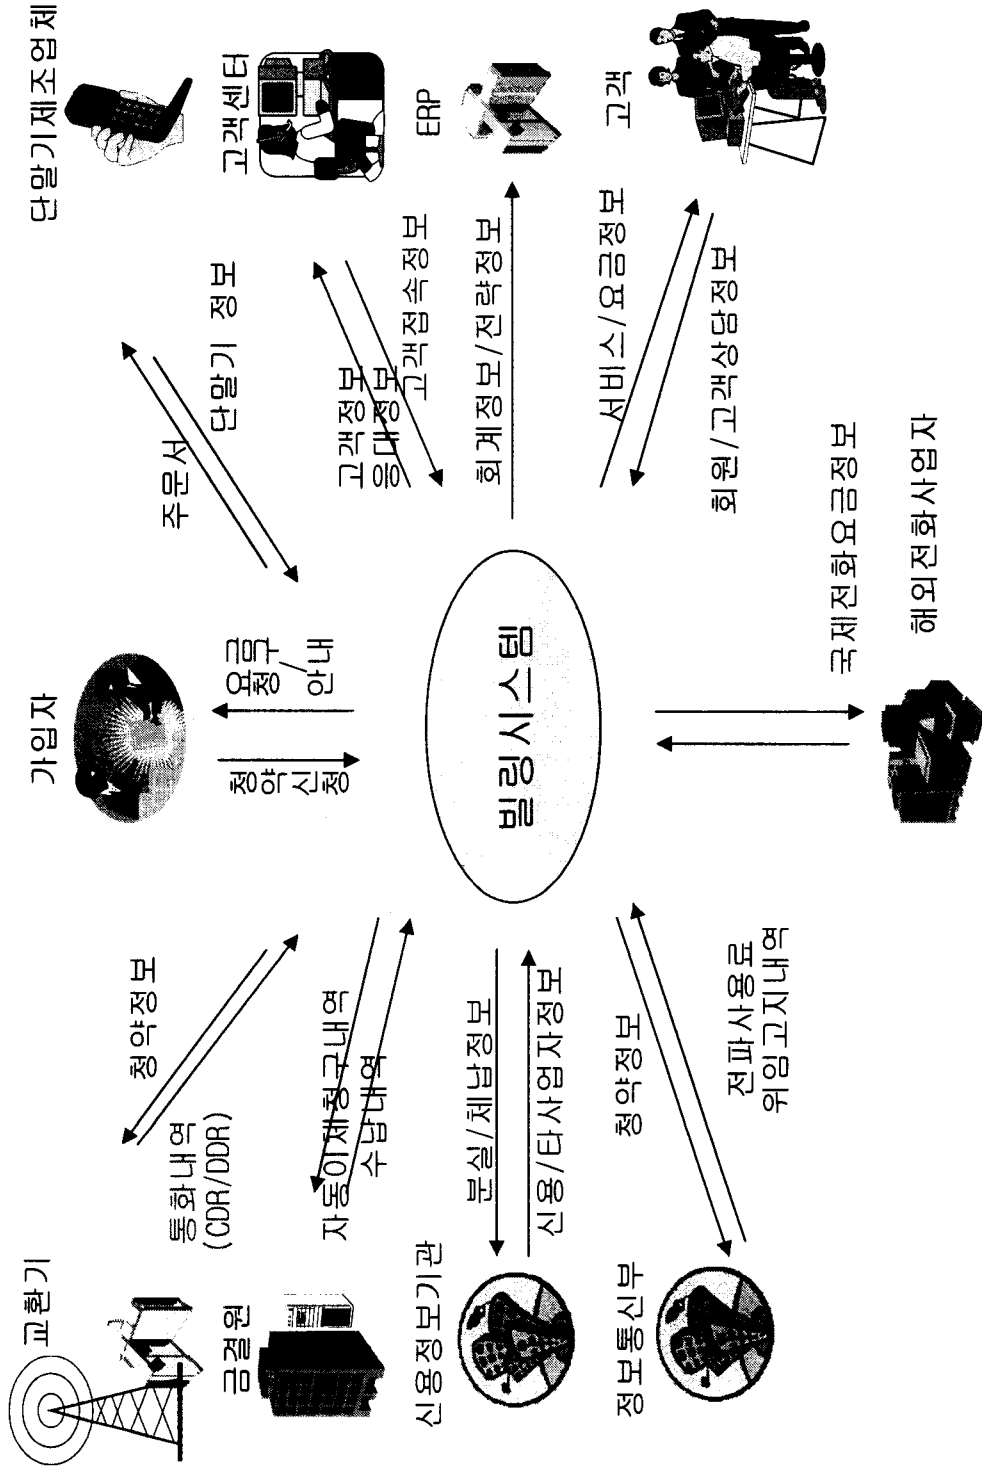 교환기
청약정보
통화내역
(CDR/DDR)
금결원
자동이체청구내역
수납내역
신용정보기관
분실/체납정보
신용/타사업자정보
정보통신부
청약정보
전파사용료
위임고지내역
가입자
청약신청
요금
청구
안내
빌링시스템
국제전화요금정보
해외전화사업자
단말기제조업체
주문서
단말기 정보
고객센터
고객정보
응대정보
고객접속정보
ERP
회계정보/전략정보
고객
서비스/요금정보
회원/고객상담정보